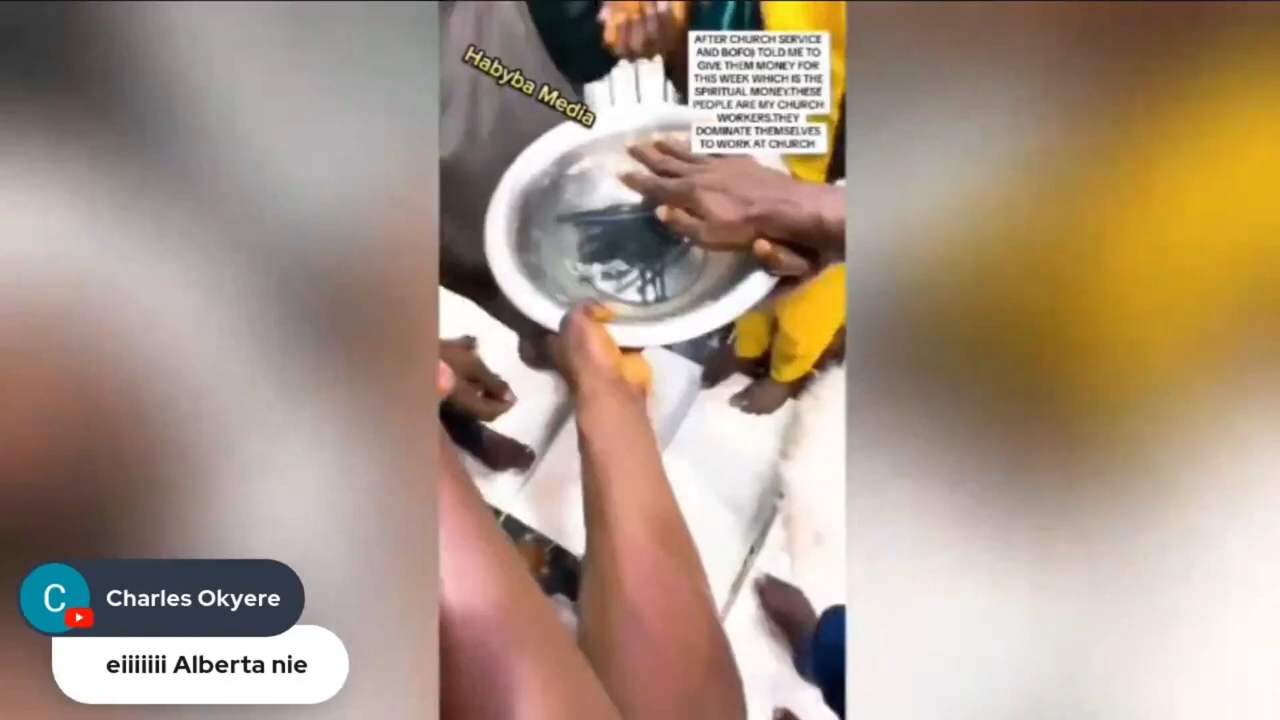 Habyba Media
AFTER CHURCH SERVICE
AND BOFO) TOLD ME TO
GIVE THEM MONEY FOR
THIS WEEK WHICH IS THE
SPIRITUAL MONEY.THESE
PEOPLE ARE MY CHURCH
WORKERS.THEY
DOMINATE THEMSELVES
TO WORK AT CHURCH
C
Charles Okyere
eiiiiiii Alberta nie